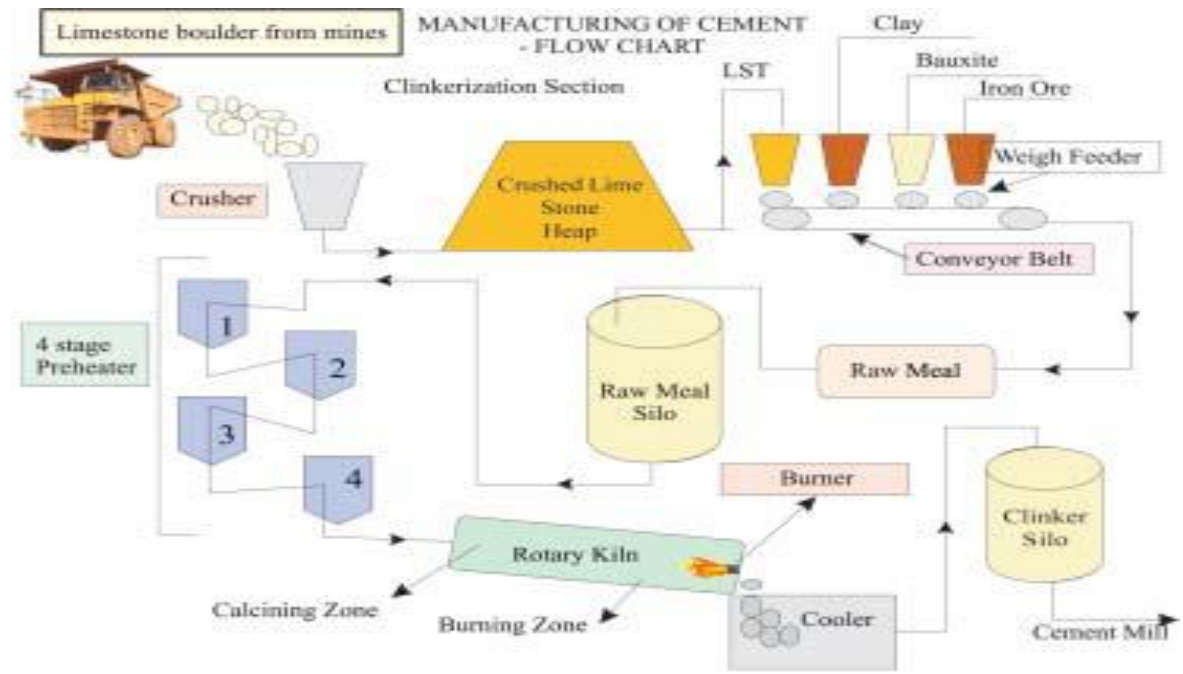 Limestone boulder from mines
MANUFACTURING OF CEMENT
- FLOW CHART
Clinkerization Section
Clay
LST
Bauxite
Iron Ore
Weigh Feeder
Crusher
Crushed Lime
Stone
Heap
Conveyor Belt
4 stage
Preheater
1
2
3
4
Raw Meal
Silo
Raw Meal
Burner
Rotary Kiln
Clinker
Silo
Calcining Zone
Burning Zone
Cooler
Cement Mill